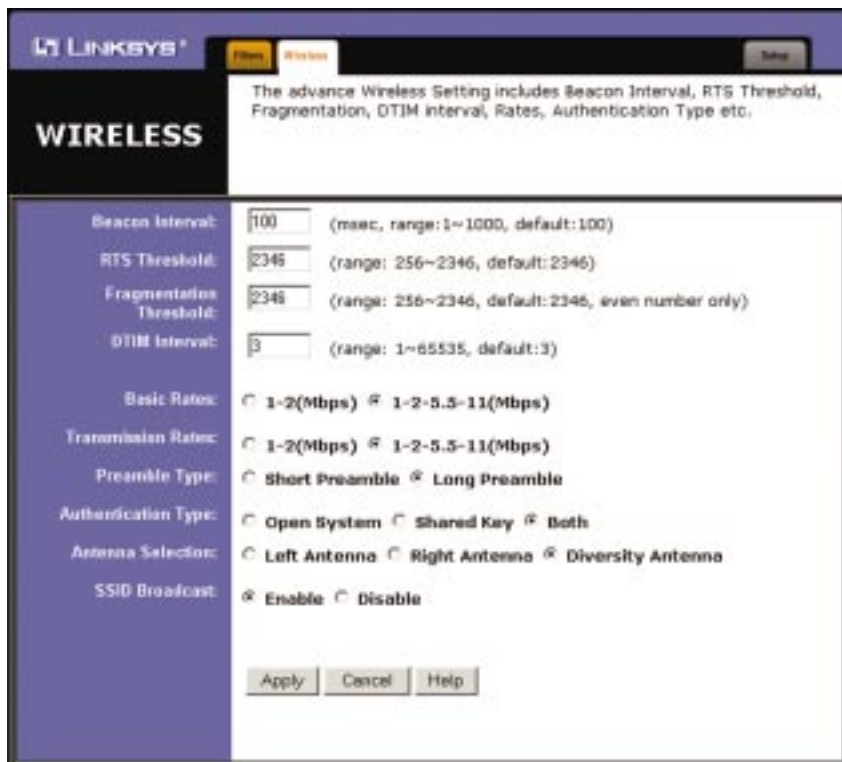 LINKSYS®
Filters Wireless Setup
WIRELESS
The advance Wireless Setting includes Beacon Interval, RTS Threshold,
Fragmentation, DTIM interval, Rates, Authentication Type etc.
Beacon Interval: 100 (msec, range:1~1000, default:100)
RTS Threshold: 2346 (range: 256~2346, default:2346)
Fragmentation
Threshold: 2346 (range: 256~2346, default:2346, even number only)
DTIM Interval: 3 (range: 1~65535, default:3)
Basic Rates: 1-2(Mbps) 1-2-5.5-11(Mbps)
Transmission Rates: 1-2(Mbps) 1-2-5.5-11(Mbps)
Preamble Type: Short Preamble Long Preamble
Authentication Type: Open System Shared Key Both
Antenna Selection: Left Antenna Right Antenna Diversity Antenna
SSID Broadcast: Enable Disable
Apply Cancel Help